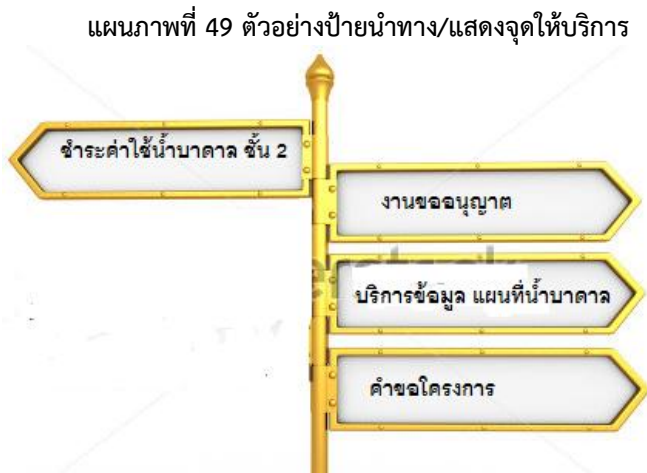 แผนภาพที่ 49 ตัวอย่างป้ายนำทาง/แสดงจุดให้บริการ
ชำระค่าใช้น้ำบาดาล ชั้น 2
งานขออนุญาต
บริการข้อมูล แผนที่น้ำบาดาล
คำขอโครงการ